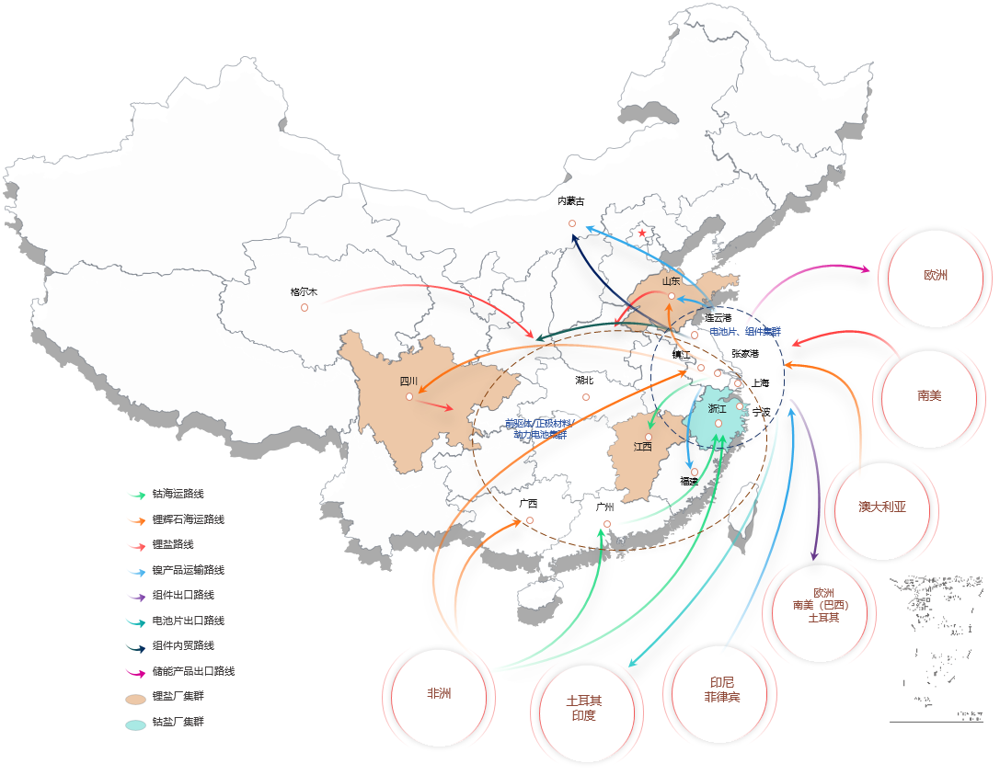 内蒙古
欧洲
山东
格尔木
连云港
电池片、组件集群
镇江
张家港
四川
湖北
上海
南美
浙江
宁波
前驱体/正极材料/
动力电池集群
江西
福建
广西
广州
澳大利亚
钴海运路线
锂辉石海运路线
锂盐路线
镍产品运输路线
组件出口路线
电池片出口路线
组件内贸路线
储能产品出口路线
锂盐厂集群
钴盐厂集群
欧洲
南美（巴西）
土耳其
非洲
土耳其
印度
印尼
菲律宾